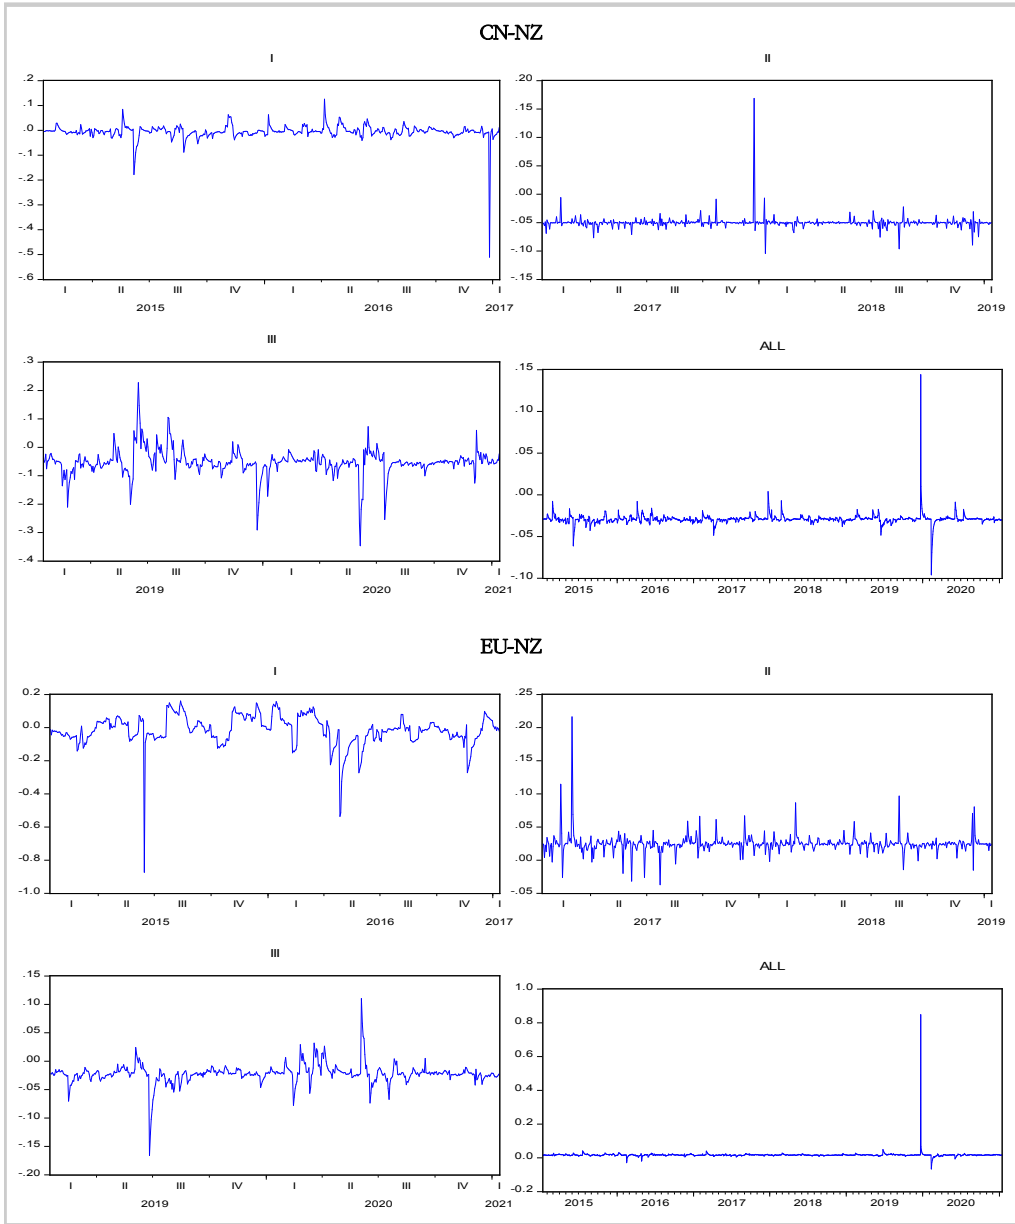 CN-NZ
I
.2
.1
.0
-.1
-.2
-.3
-.4
-.5
-.6
I II III IV I II III IV I
2015 2016 2017
II
.20
.15
.10
.05
.00
-.05
-.10
-.15
I II III IV I II III IV I
2017 2018 2019
III
.3
.2
.1
.0
-.1
-.2
-.3
-.4
I II III IV I II III IV I
2019 2020 2021
ALL
.15
.10
.05
.00
-.05
-.10
2015 2016 2017 2018 2019 2020
EU-NZ
I
0.2
0.0
-0.2
-0.4
-0.6
-0.8
-1.0
I II III IV I II III IV I
2015 2016 2017
II
.25
.20
.15
.10
.05
.00
-.05
I II III IV I II III IV I
2017 2018 2019
III
.15
.10
.05
.00
-.05
-.10
-.15
-.20
I II III IV I II III IV I
2019 2020 2021
ALL
1.0
0.8
0.6
0.4
0.2
0.0
-0.2
2015 2016 2017 2018 2019 2020